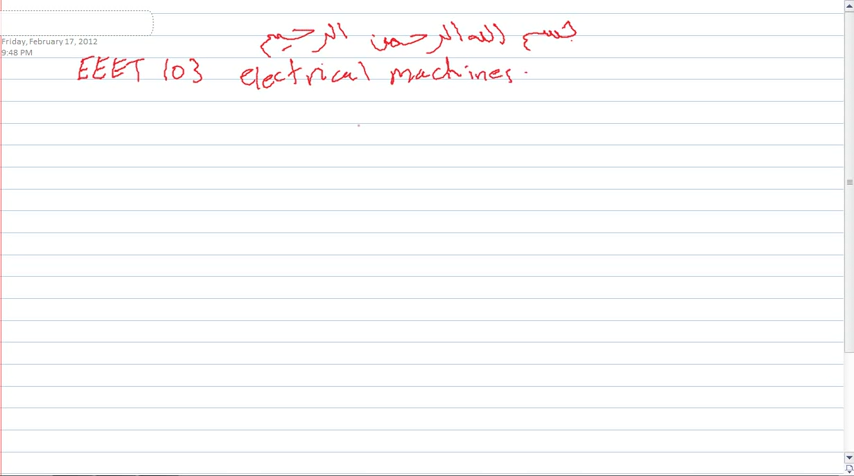 Friday, February 17, 2012
9:48 PM
بسم الله الرحمن الرحيم
EEET 103 electrical machines.